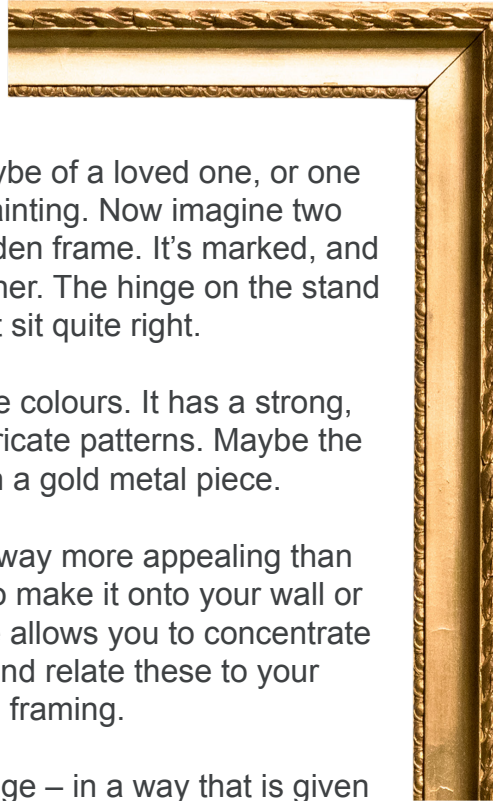 ybe of a loved one, or one
ainting. Now imagine two
den frame. It’s marked, and
ner. The hinge on the stand
t sit quite right.
e colours. It has a strong,
ricate patterns. Maybe the
n a gold metal piece.
way more appealing than
o make it onto your wall or
allows you to concentrate
nd relate these to your
framing.
ge – in a way that is given